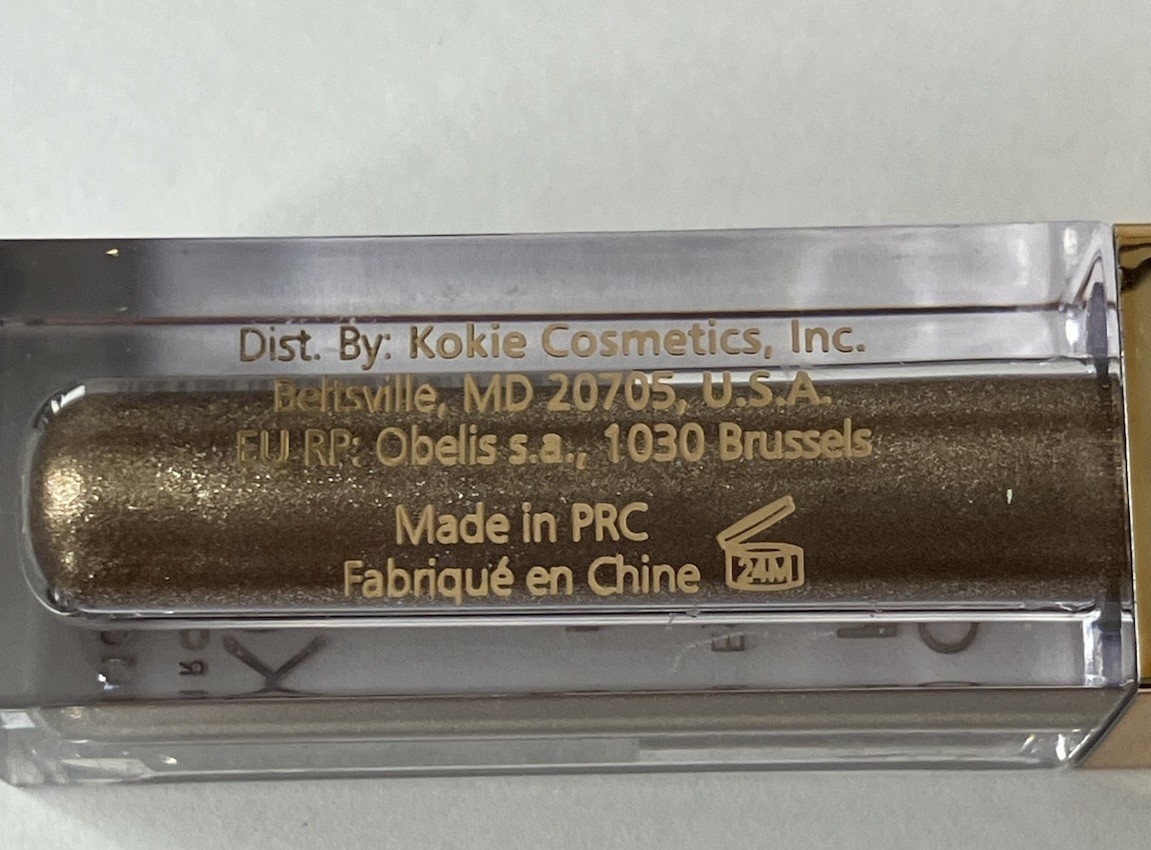 Dist. By: Kokie Cosmetics, Inc.
Beltsville, MD 20705, U.S.A.
EU RP: Obelis s.a., 1030 Brussels
Made in PRC
Fabriqué en Chine
24M